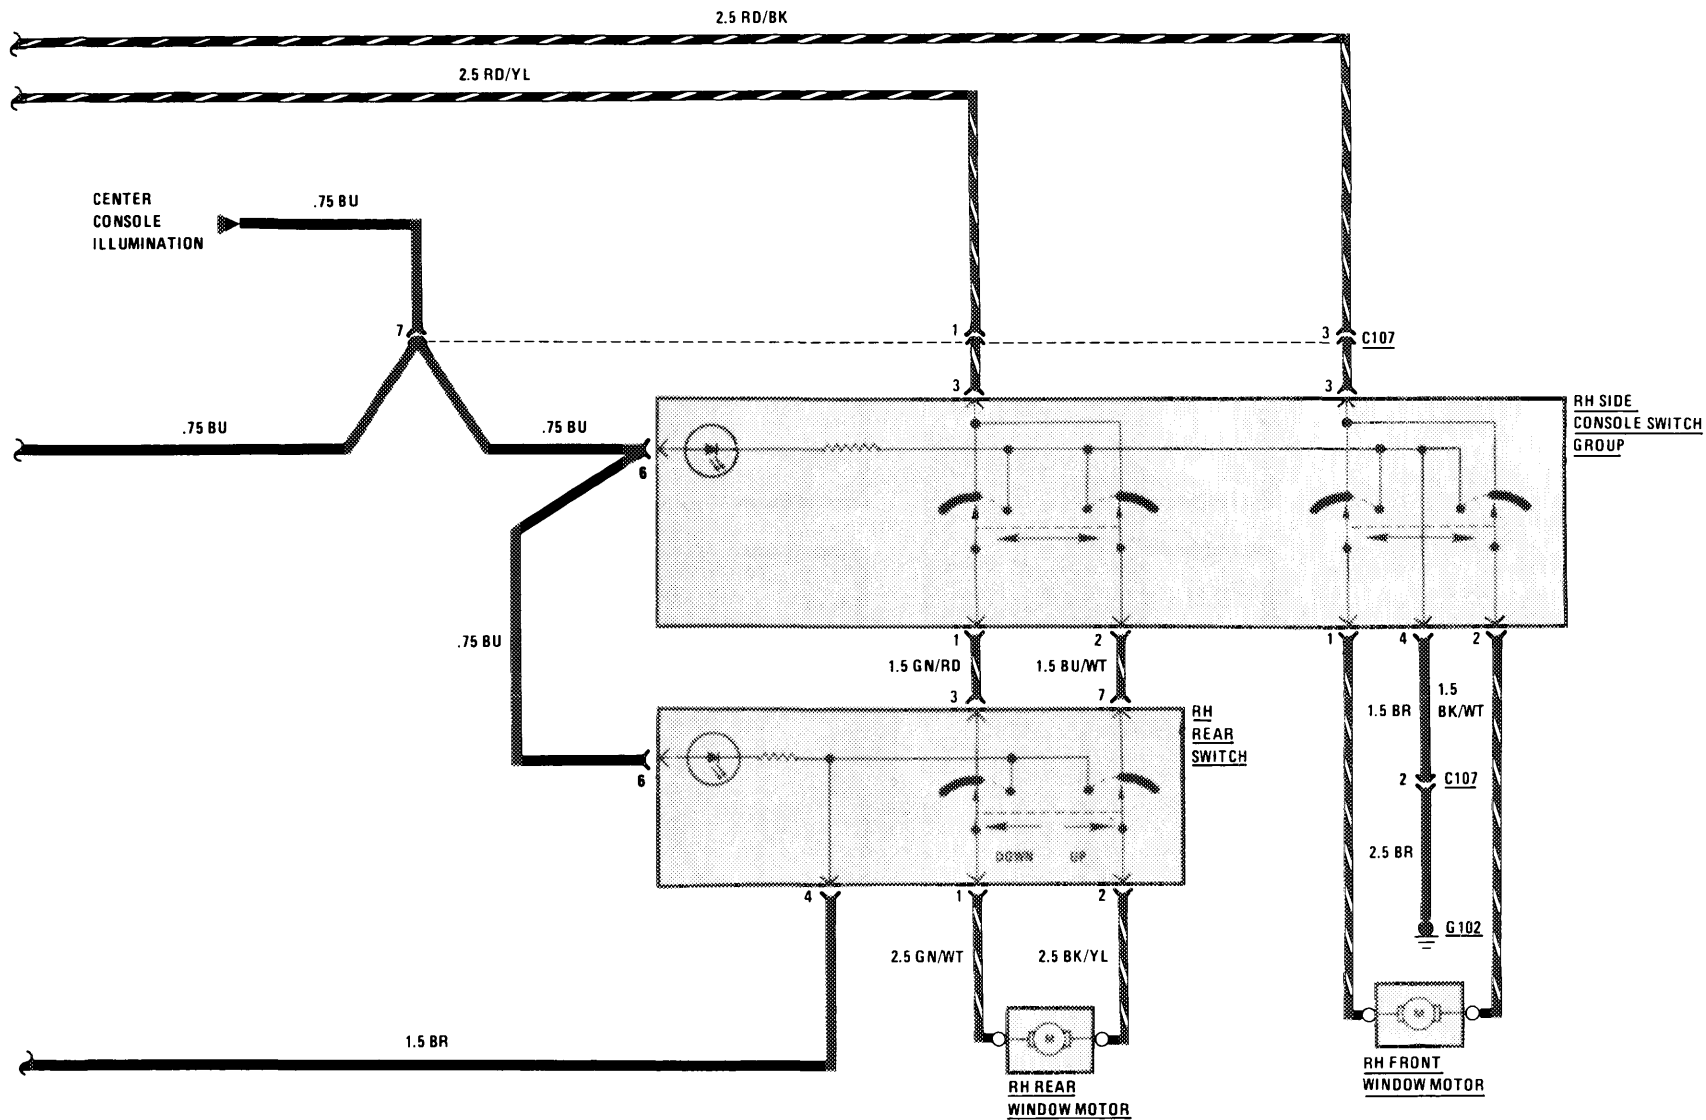 2.5 RD/BK
2.5 RD/YL
CENTER
CONSOLE
ILLUMINATION
.75 BU
7
1
3
C107
3
3
RH SIDE
CONSOLE SWITCH
GROUP
.75 BU
.75 BU
6
.75 BU
1
2
1
4
2
1.5 GN/RD
1.5 BU/WT
3
7
RH
REAR
SWITCH
1.5 BR
1.5
BK/WT
6
2
C107
DOWN
UP
2.5 BR
4
1
2
G102
2.5 GN/WT
2.5 BK/YL
M
M
1.5 BR
RH REAR
WINDOW MOTOR
RH FRONT
WINDOW MOTOR